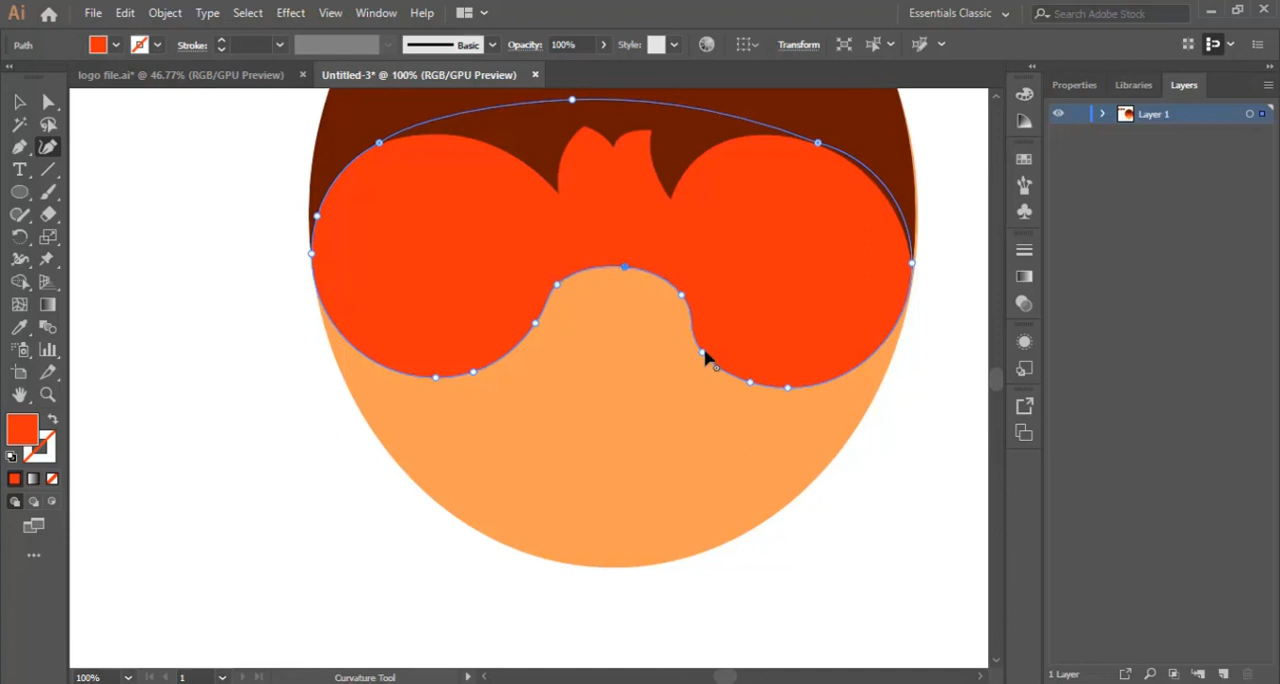 Ai File Edit Object Type Select Effect View Window Help Essentials Classic Search Adobe Stock
Path Stroke: Basic Opacity: 100% Style: Transform
logo file.ai* @ 46.77% (RGB/GPU Preview) × Untitled-3* @ 100% (RGB/GPU Preview) ×
Properties Libraries Layers
Layer 1
T
1 Layer
100% 1 Curvature Tool